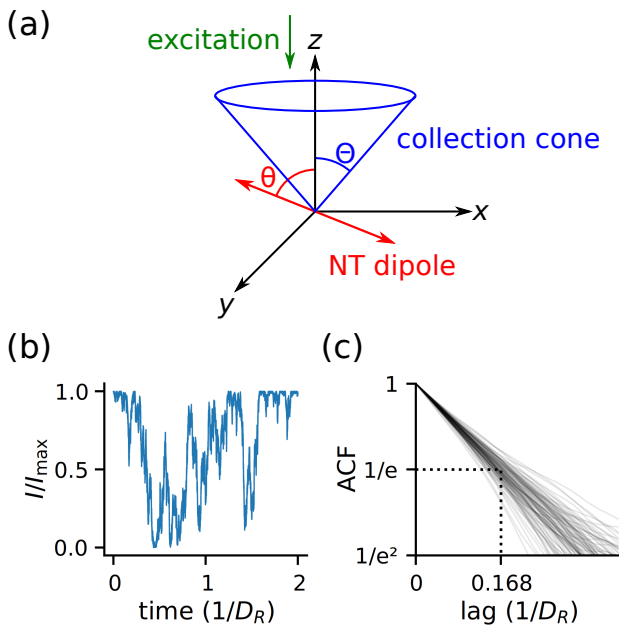 (a)
excitation
z
collection cone
Θ
θ
x
NT dipole
y
(b)
I/I_max
1.0
0.5
0.0
0
1
2
time (1/D_R)
(c)
ACF
1
1/e
1/e²
0
0.168
lag (1/D_R)